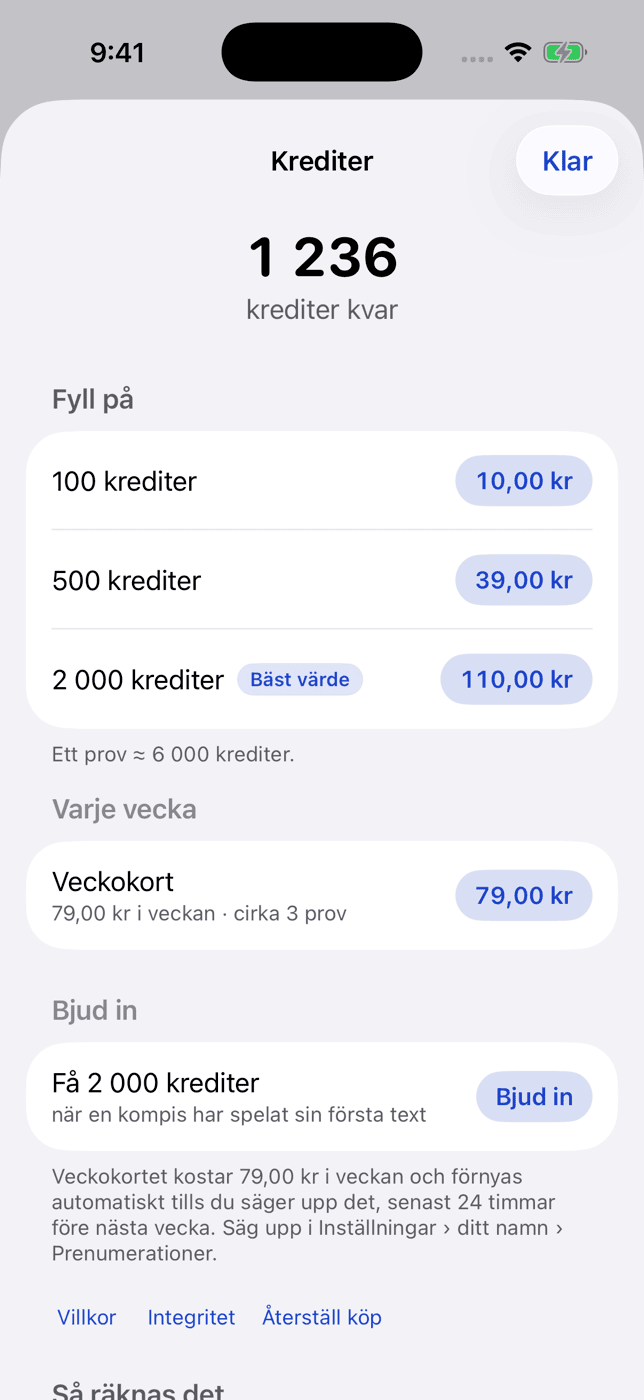 9:41
Krediter
Klar
1 236
krediter kvar
Fyll på
100 krediter
10,00 kr
500 krediter
39,00 kr
2 000 krediter
Bäst värde
110,00 kr
Ett prov ≈ 6 000 krediter.
Varje vecka
Veckokort
79,00 kr i veckan · cirka 3 prov
79,00 kr
Bjud in
Få 2 000 krediter
när en kompis har spelat sin första text
Bjud in
Veckokortet kostar 79,00 kr i veckan och förnyas
automatiskt tills du säger upp det, senast 24 timmar
före nästa vecka. Säg upp i Inställningar › ditt namn ›
Prenumerationer.
Villkor
Integritet
Återställ köp
Så räknas det